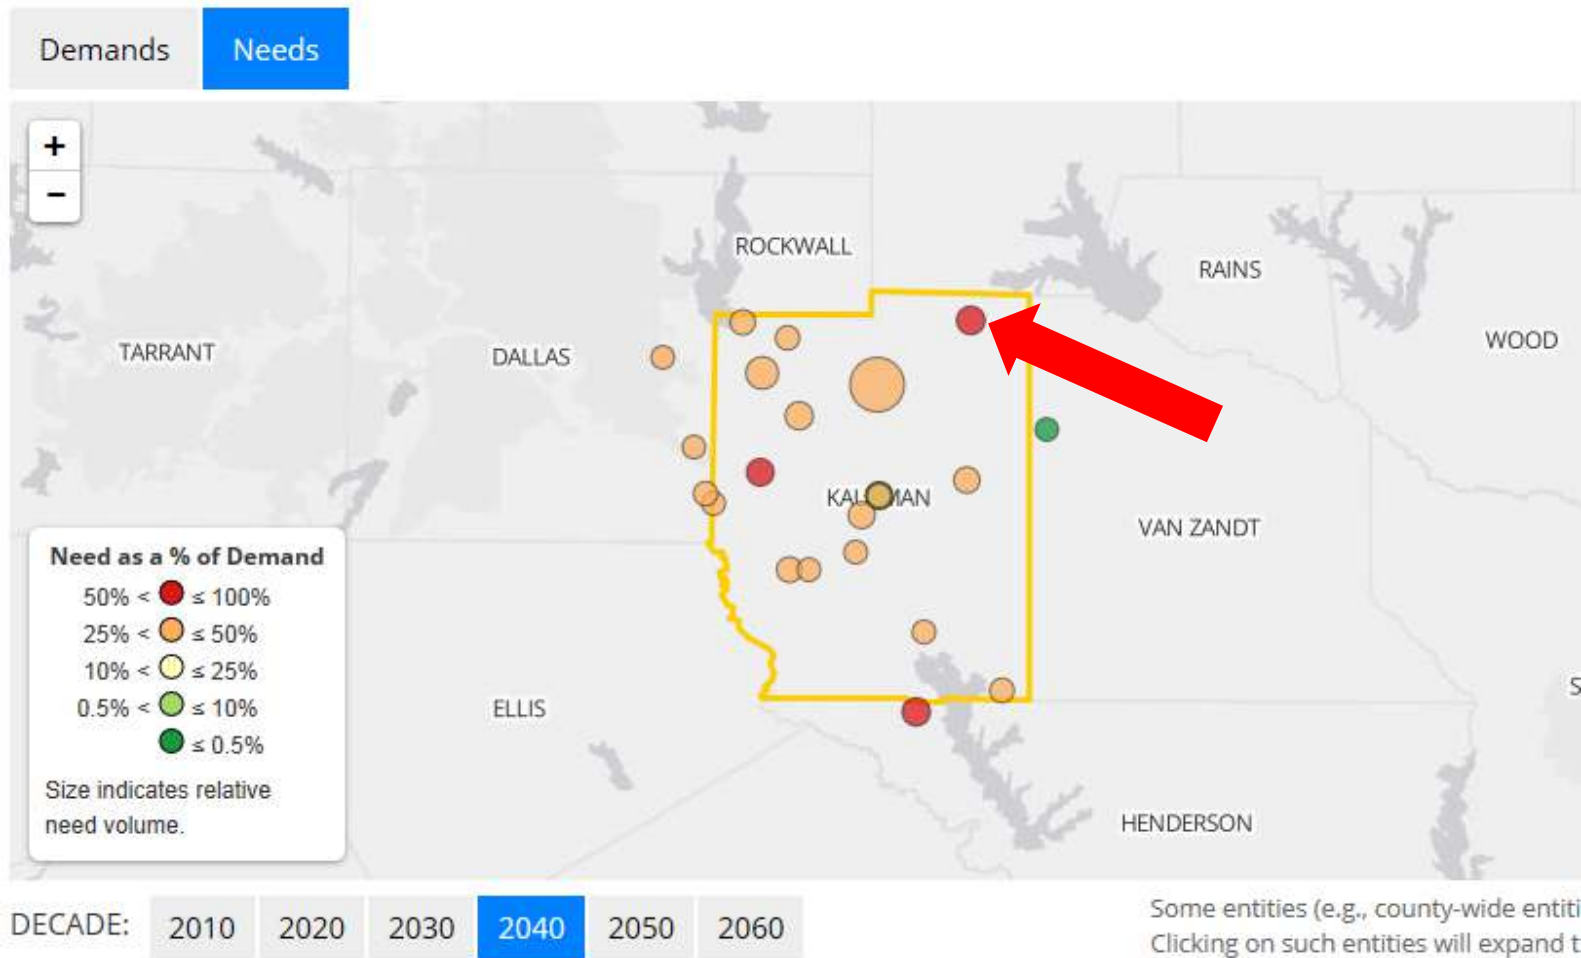 Demands Needs
+
−
ROCKWALL
RAINS
TARRANT
DALLAS
WOOD
KAUFMAN
VAN ZANDT
ELLIS
HENDERSON
S
Need as a % of Demand
50% < ≤ 100%
25% < ≤ 50%
10% < ≤ 25%
0.5% < ≤ 10%
≤ 0.5%
Size indicates relative
need volume.
DECADE: 2010 2020 2030 2040 2050 2060
Some entities (e.g., county-wide entiti
Clicking on such entities will expand t